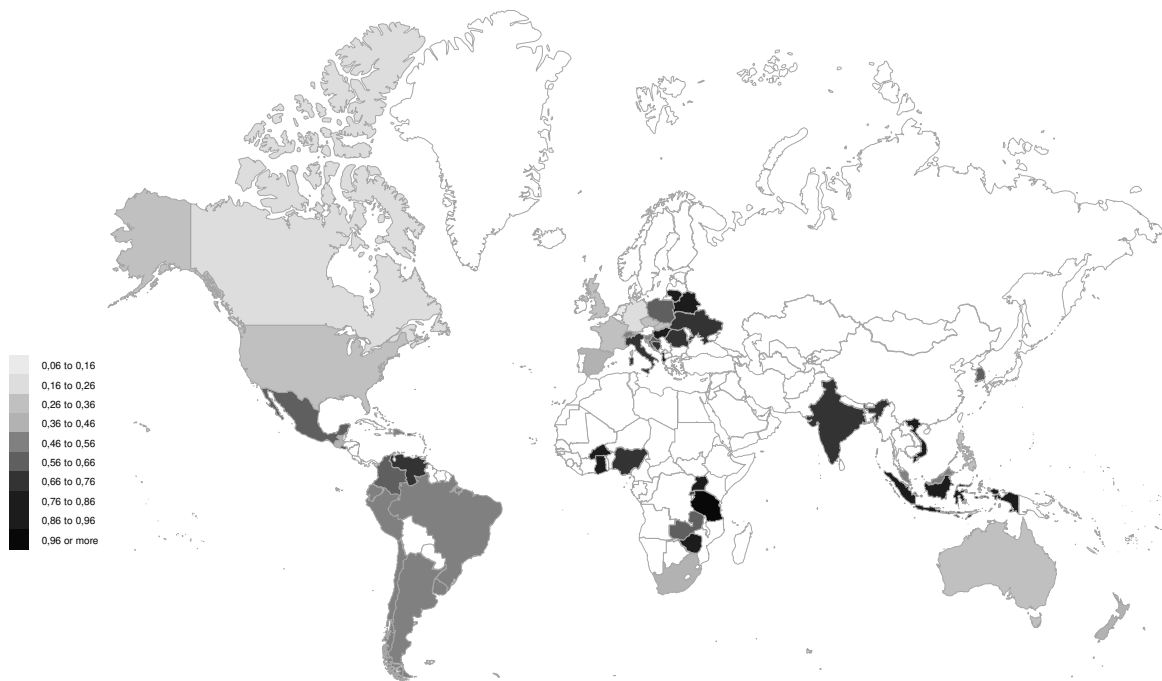 0,06 to 0,16
0,16 to 0,26
0,26 to 0,36
0,36 to 0,46
0,46 to 0,56
0,56 to 0,66
0,66 to 0,76
0,76 to 0,86
0,86 to 0,96
0,96 or more